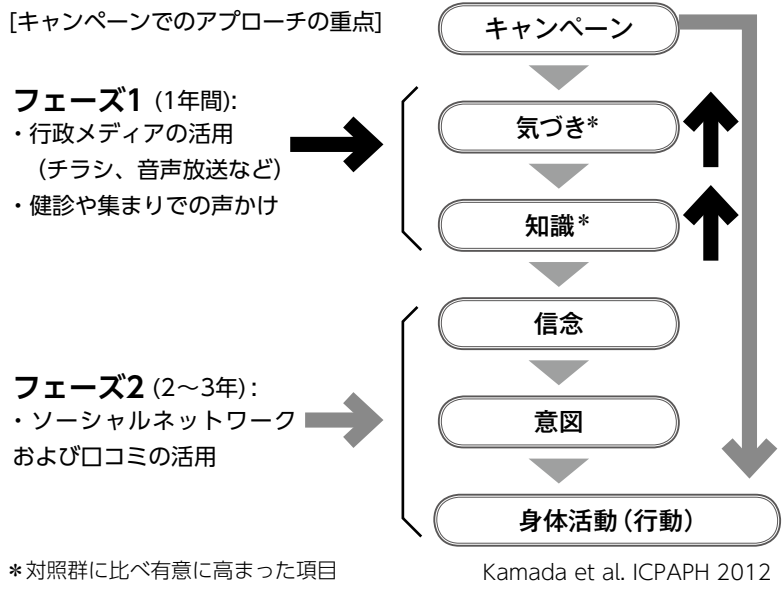 [キャンペーンでのアプローチの重点]
キャンペーン
フェーズ1 (1年間):
・行政メディアの活用
（チラシ、音声放送など）
・健診や集まりでの声かけ
気づき*
知識*
信念
フェーズ2 (2〜3年) :
・ソーシャルネットワーク
および口コミの活用
意図
身体活動（行動）
*対照群に比べ有意に高まった項目
Kamada et al. ICPAPH 2012